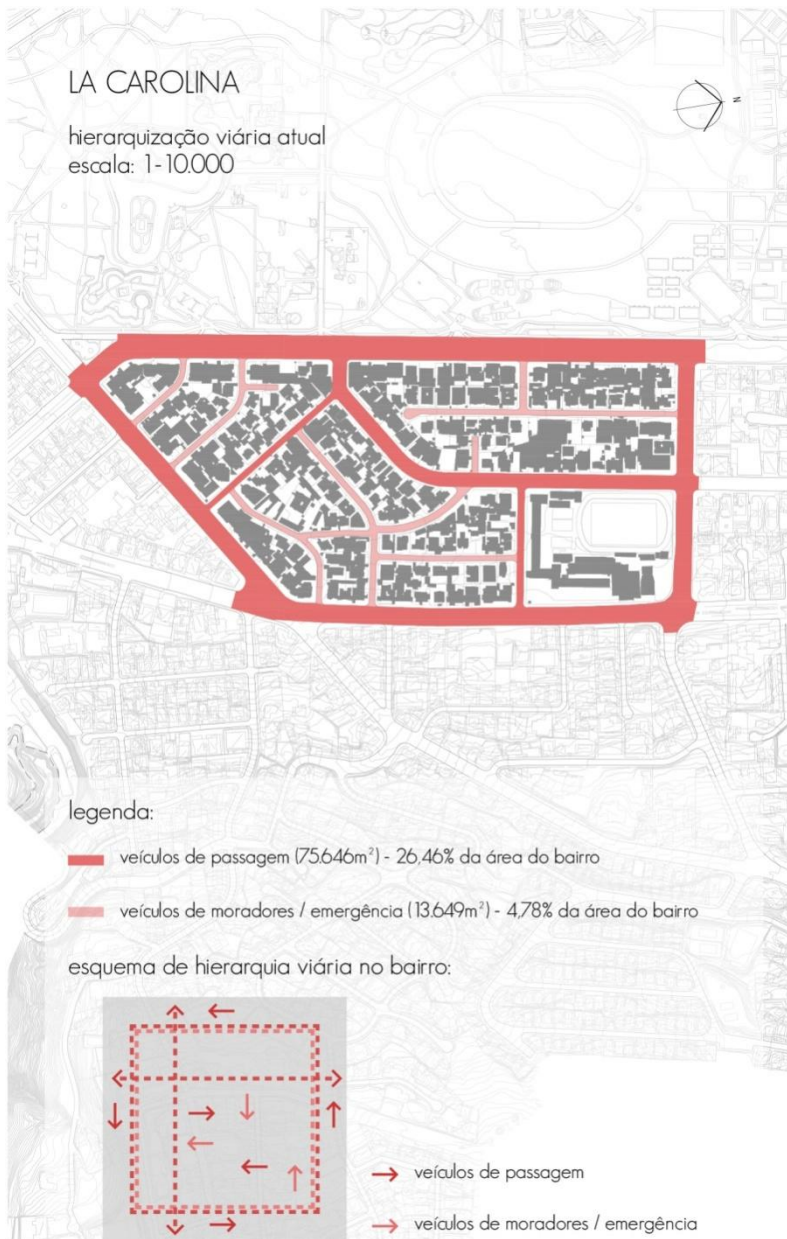 LA CAROLINA
N
hierarquização viária atual
escala: 1-10.000
legenda:
veículos de passagem (75.646m²) - 26,46% da área do bairro
veículos de moradores / emergência (13.649m²) - 4,78% da área do bairro
esquema de hierarquia viária no bairro:
veículos de passagem
veículos de moradores / emergência